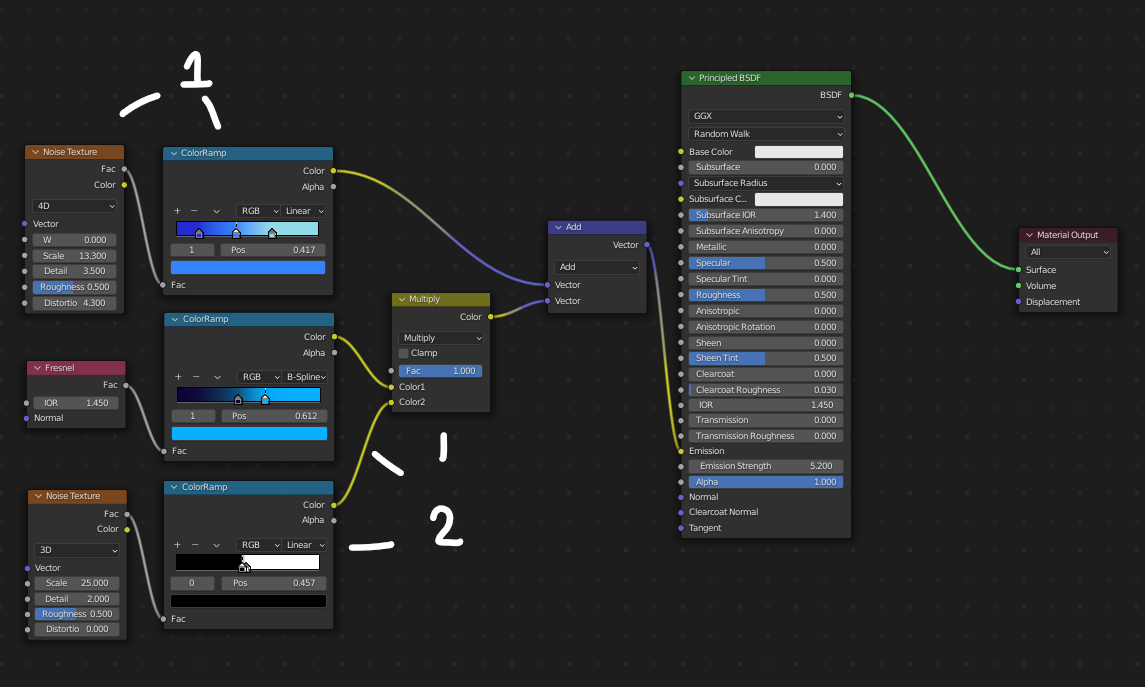 1
Noise Texture
Fac
Color
4D
Vector
W 0.000
Scale 13.300
Detail 3.500
Roughness 0.500
Distortio 4.300
ColorRamp
Color
Alpha
+ − RGB Linear
1 Pos 0.417
Fac
Fresnel
Fac
IOR 1.450
Normal
ColorRamp
Color
Alpha
+ − RGB B-Spline
1 Pos 0.612
Fac
Noise Texture
Fac
Color
3D
Vector
Scale 25.000
Detail 2.000
Roughness 0.500
Distortio 0.000
ColorRamp
Color
Alpha
+ − RGB Linear
0 Pos 0.457
Fac
Multiply
Color
Multiply
Clamp
Fac 1.000
Color1
Color2
2
Add
Vector
Add
Vector
Vector
Principled BSDF
BSDF
GGX
Random Walk
Base Color
Subsurface 0.000
Subsurface Radius
Subsurface C...
Subsurface IOR 1.400
Subsurface Anisotropy 0.000
Metallic 0.000
Specular 0.500
Specular Tint 0.000
Roughness 0.500
Anisotropic 0.000
Anisotropic Rotation 0.000
Sheen 0.000
Sheen Tint 0.500
Clearcoat 0.000
Clearcoat Roughness 0.030
IOR 1.450
Transmission 0.000
Transmission Roughness 0.000
Emission
Emission Strength 5.200
Alpha 1.000
Normal
Clearcoat Normal
Tangent
Material Output
All
Surface
Volume
Displacement